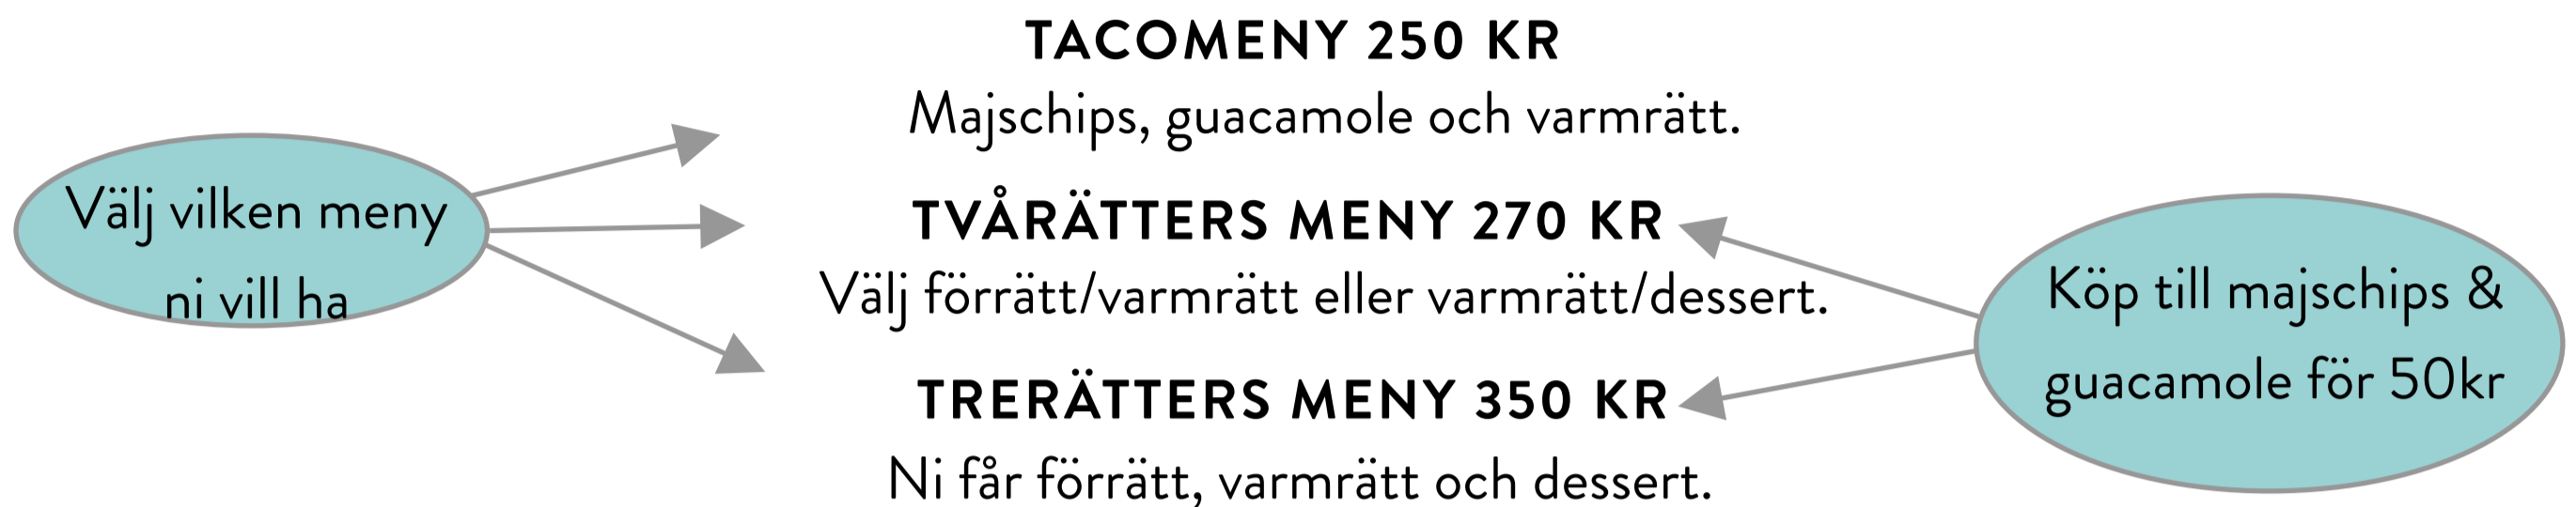 TACOMENY 250 KR
Majschips, guacamole och varmrätt.
Välj vilken meny
ni vill ha
TVÅRÄTTERS MENY 270 KR
Välj förrätt/varmrätt eller varmrätt/dessert.
Köp till majschips &
guacamole för 50kr
TRERÄTTERS MENY 350 KR
Ni får förrätt, varmrätt och dessert.